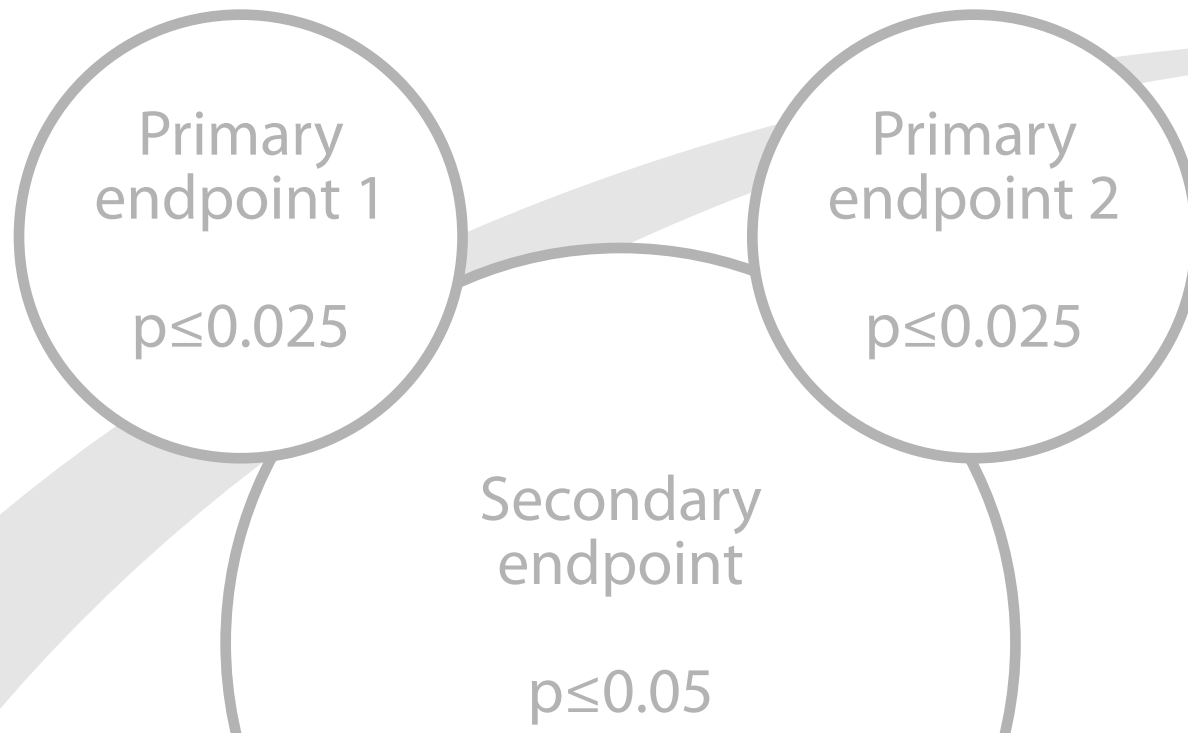 Primary
endpoint 1
p≤0.025
Primary
endpoint 2
p≤0.025
Secondary
endpoint
p≤0.05